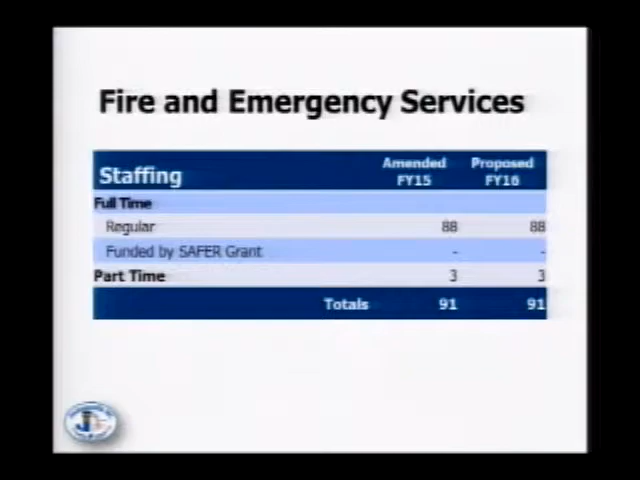 Fire and Emergency Services
Staffing Amended FY15 Proposed FY16
Full Time
Regular 88 88
Funded by SAFER Grant - -
Part Time 3 3
Totals 91 91